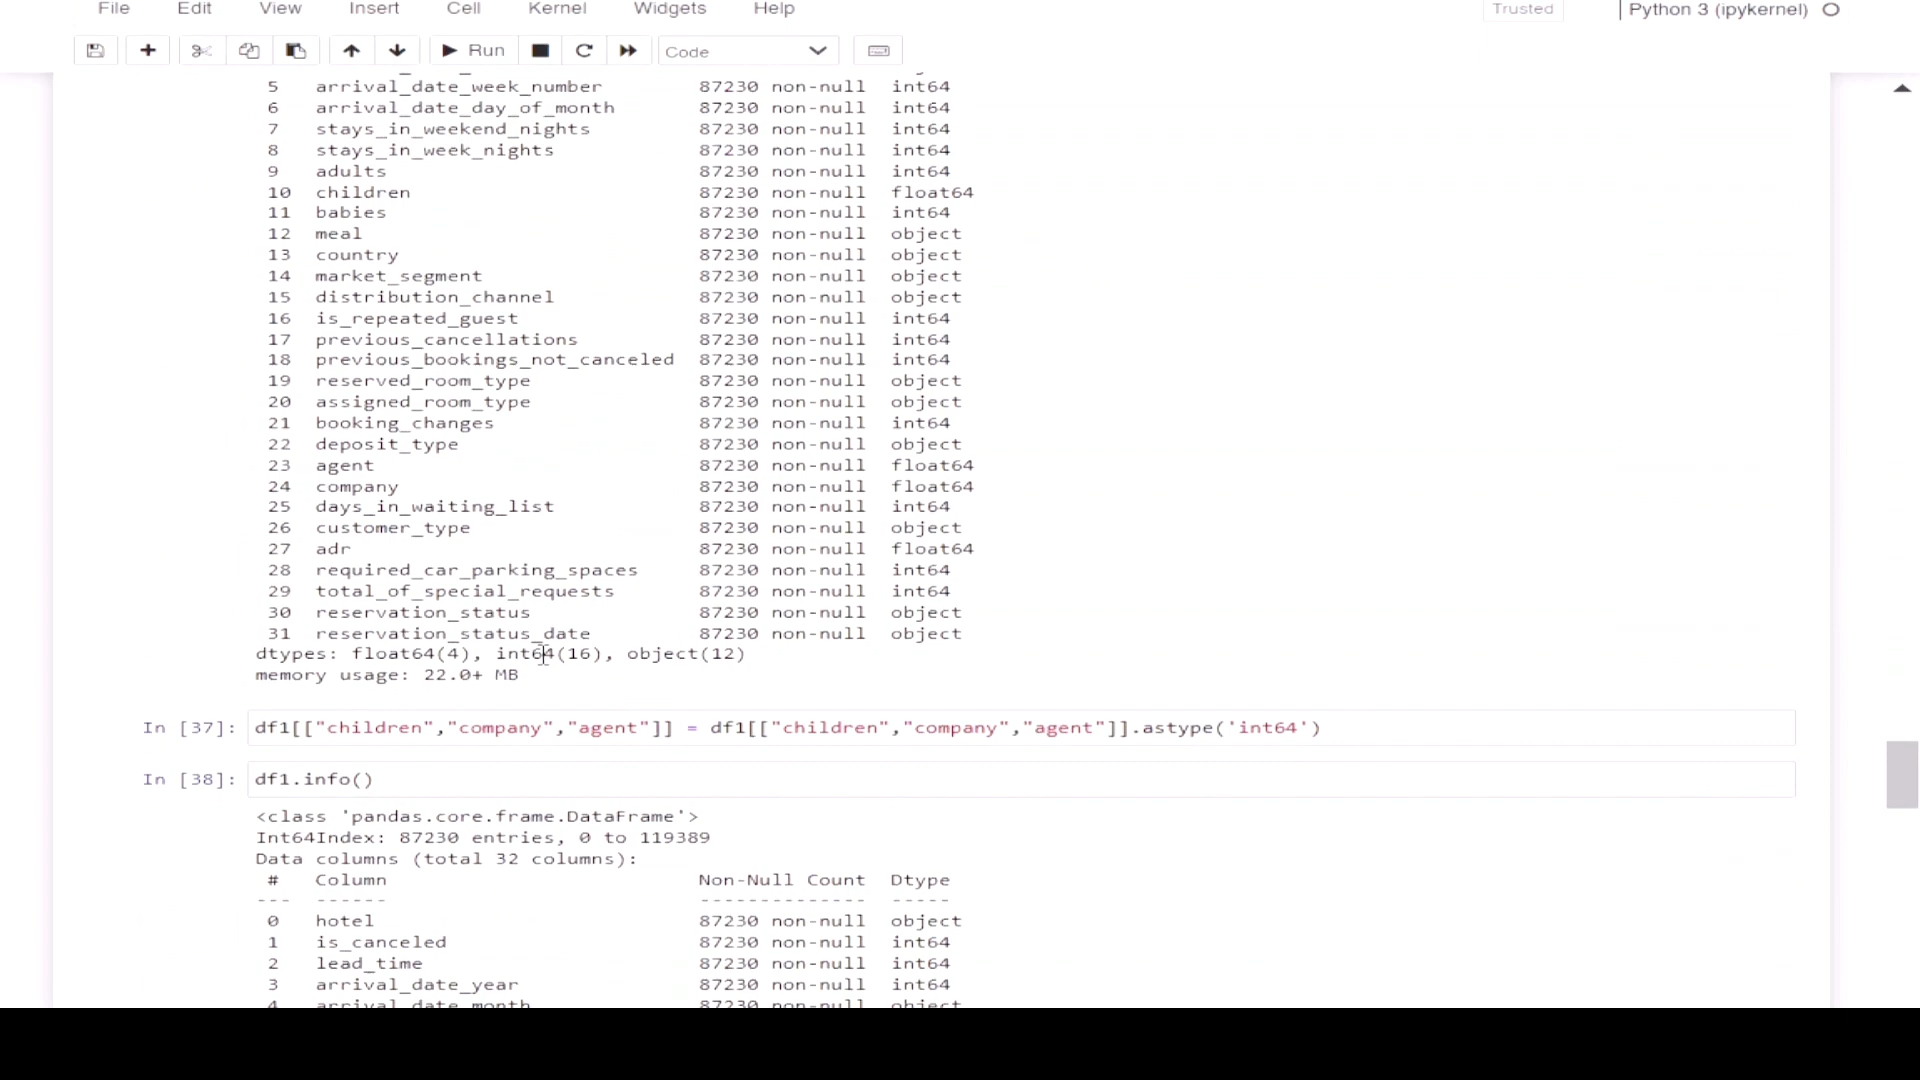 File Edit View Insert Cell Kernel Widgets Help Trusted Python 3 (ipykernel)
Run Code
5 arrival_date_week_number 87230 non-null int64
6 arrival_date_day_of_month 87230 non-null int64
7 stays_in_weekend_nights 87230 non-null int64
8 stays_in_week_nights 87230 non-null int64
9 adults 87230 non-null int64
10 children 87230 non-null float64
11 babies 87230 non-null int64
12 meal 87230 non-null object
13 country 87230 non-null object
14 market_segment 87230 non-null object
15 distribution_channel 87230 non-null object
16 is_repeated_guest 87230 non-null int64
17 previous_cancellations 87230 non-null int64
18 previous_bookings_not_canceled 87230 non-null int64
19 reserved_room_type 87230 non-null object
20 assigned_room_type 87230 non-null object
21 booking_changes 87230 non-null int64
22 deposit_type 87230 non-null object
23 agent 87230 non-null float64
24 company 87230 non-null float64
25 days_in_waiting_list 87230 non-null int64
26 customer_type 87230 non-null object
27 adr 87230 non-null float64
28 required_car_parking_spaces 87230 non-null int64
29 total_of_special_requests 87230 non-null int64
30 reservation_status 87230 non-null object
31 reservation_status_date 87230 non-null object
dtypes: float64(4), int64(16), object(12)
memory usage: 22.0+ MB
In [37]: df1[["children","company","agent"]] = df1[["children","company","agent"]].astype('int64')
In [38]: df1.info()
<class 'pandas.core.frame.DataFrame'>
Int64Index: 87230 entries, 0 to 119389
Data columns (total 32 columns):
# Column Non-Null Count Dtype
--- ------ -------------- -----
0 hotel 87230 non-null object
1 is_canceled 87230 non-null int64
2 lead_time 87230 non-null int64
3 arrival_date_year 87230 non-null int64
4 arrival_date_month 87230 non-null object